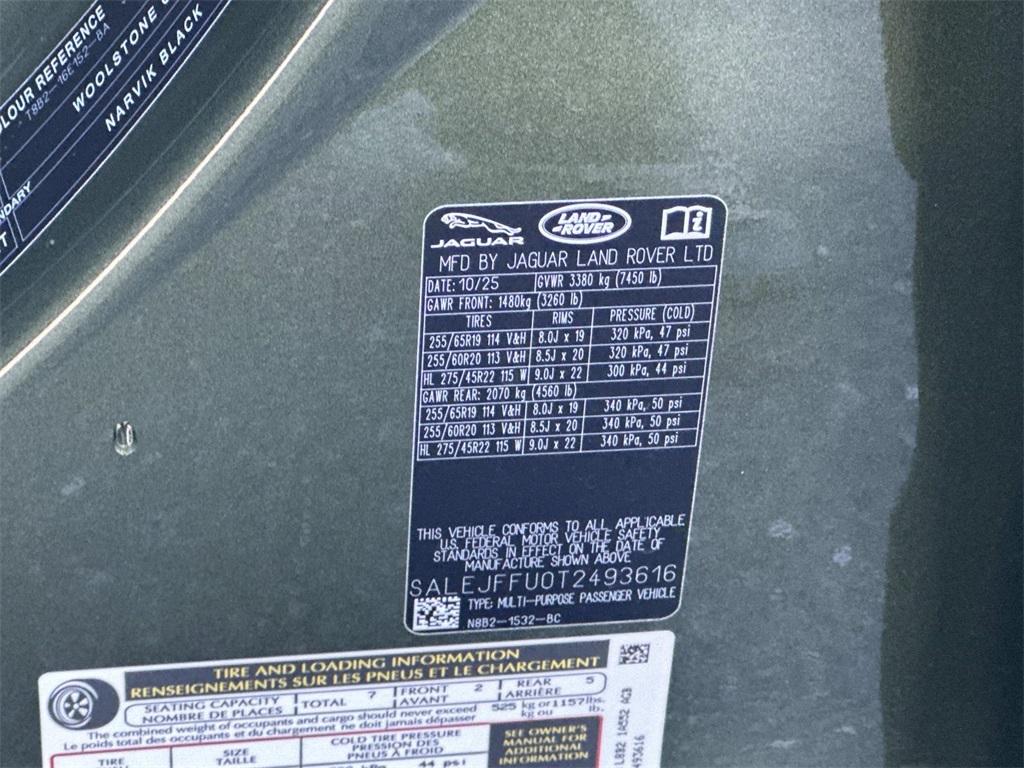 COLOUR REFERENCE
T8B2-16E152-BA
WOOLSTONE
NARVIK BLACK
JAGUAR
LAND-
-ROVER
MFD BY JAGUAR LAND ROVER LTD
DATE: 10/25 GVWR 3380 kg (7450 lb)
GAWR FRONT: 1480kg (3260 lb)
TIRES RIMS PRESSURE (COLD)
255/65R19 114 V&H 8.0J x 19 320 kPa, 47 psi
255/60R20 113 V&H 8.5J x 20 320 kPa, 47 psi
HL 275/45R22 115 W 9.0J x 22 300 kPa, 44 psi
GAWR REAR: 2070 kg (4560 lb)
255/65R19 114 V&H 8.0J x 19 340 kPa, 50 psi
255/60R20 113 V&H 8.5J x 20 340 kPa, 50 psi
HL 275/45R22 115 W 9.0J x 22 340 kPa, 50 psi
THIS VEHICLE CONFORMS TO ALL APPLICABLE
U.S. FEDERAL MOTOR VEHICLE SAFETY
STANDARDS IN EFFECT ON THE DATE OF
MANUFACTURE SHOWN ABOVE
SALEJFFU0T2493616
TYPE: MULTI-PURPOSE PASSENGER VEHICLE
N8B2-1532-BC
TIRE AND LOADING INFORMATION
RENSEIGNEMENTS SUR LES PNEUS ET LE CHARGEMENT
SEATING CAPACITY
NOMBRE DE PLACES
TOTAL 7
FRONT 2
AVANT
REAR 5
ARRIÈRE
The combined weight of occupants and cargo should never exceed 525 kg or 1157 lbs.
Le poids total des occupants et du chargement ne doit jamais dépasser kg ou lb.
TIRE
SIZE
TAILLE
COLD TIRE PRESSURE
PRESSION DES
PNEUS À FROID
44 psi
SEE OWNER'S
MANUAL FOR
ADDITIONAL
INFORMATION
L8B2 1A552 ACB
493616